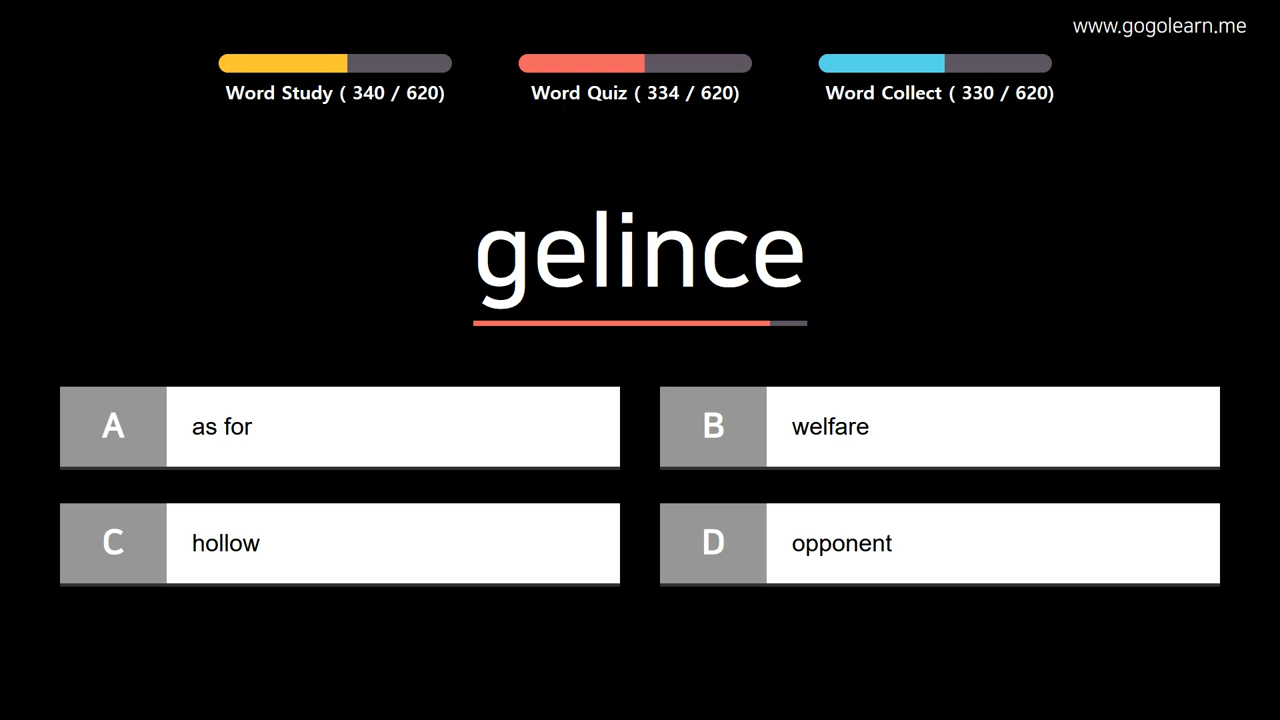 www.gogolearn.me
Word Study ( 340 / 620)
Word Quiz ( 334 / 620)
Word Collect ( 330 / 620)
gelince
A as for
B welfare
C hollow
D opponent